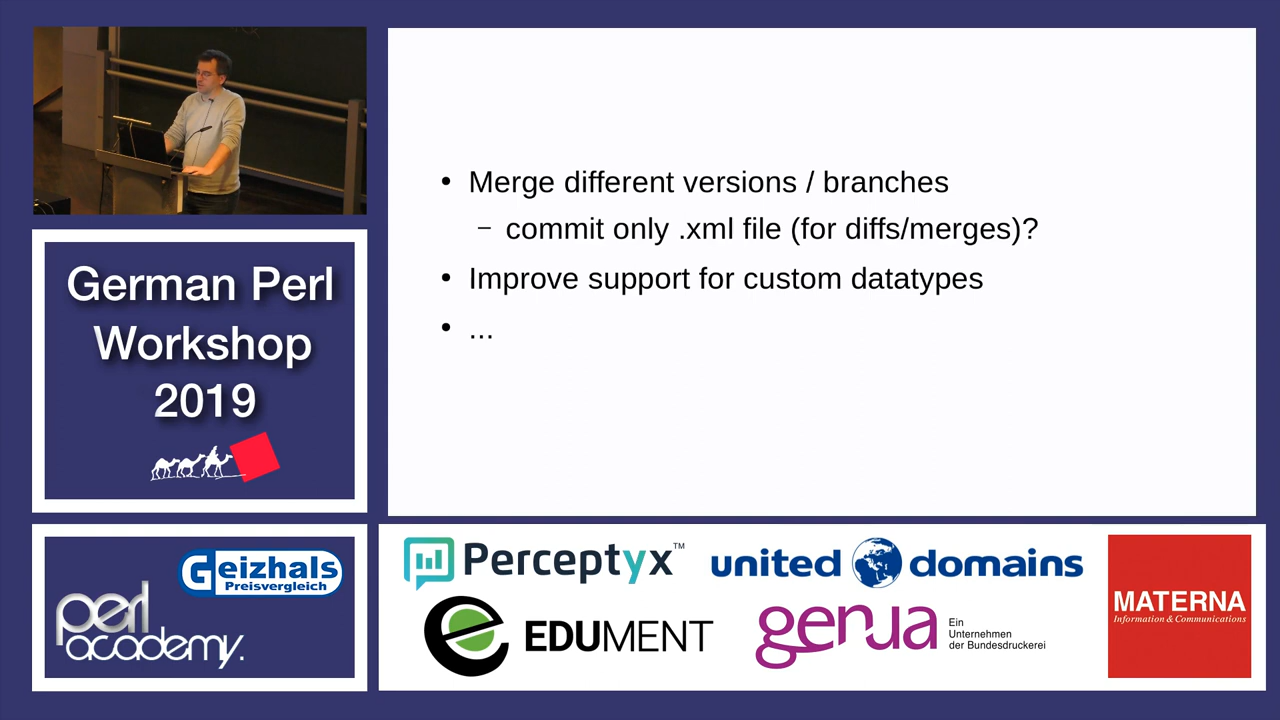 • Merge different versions / branches
– commit only .xml file (for diffs/merges)?
• Improve support for custom datatypes
• ...
German Perl
Workshop
2019
Geizhals
Preisvergleich
perl
academy.
Perceptyx™
united domains
EDUMENT
genua
Ein
Unternehmen
der Bundesdruckerei
MATERNA
Information & Communications